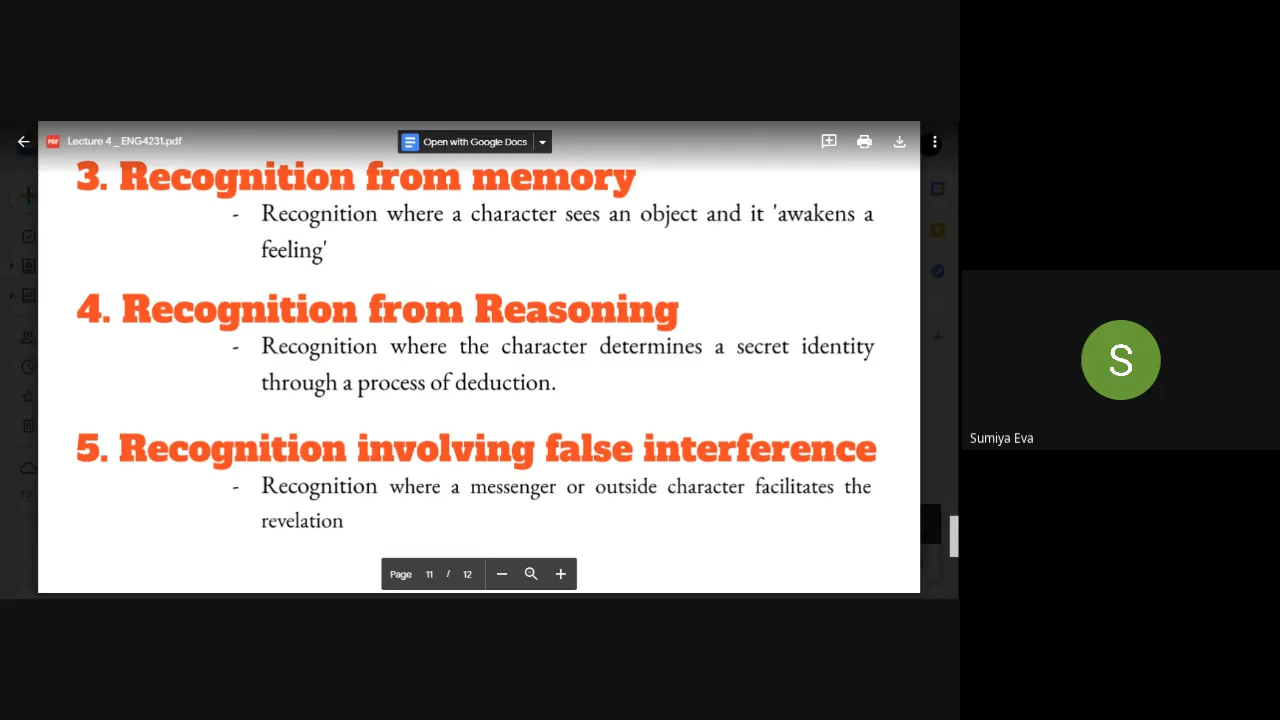 Lecture 4 _ ENG4231.pdf
Open with Google Docs
3. Recognition from memory
- Recognition where a character sees an object and it 'awakens a
feeling'
4. Recognition from Reasoning
- Recognition where the character determines a secret identity
through a process of deduction.
5. Recognition involving false interference
- Recognition where a messenger or outside character facilitates the
revelation
Page 11 / 12
S
Sumiya Eva